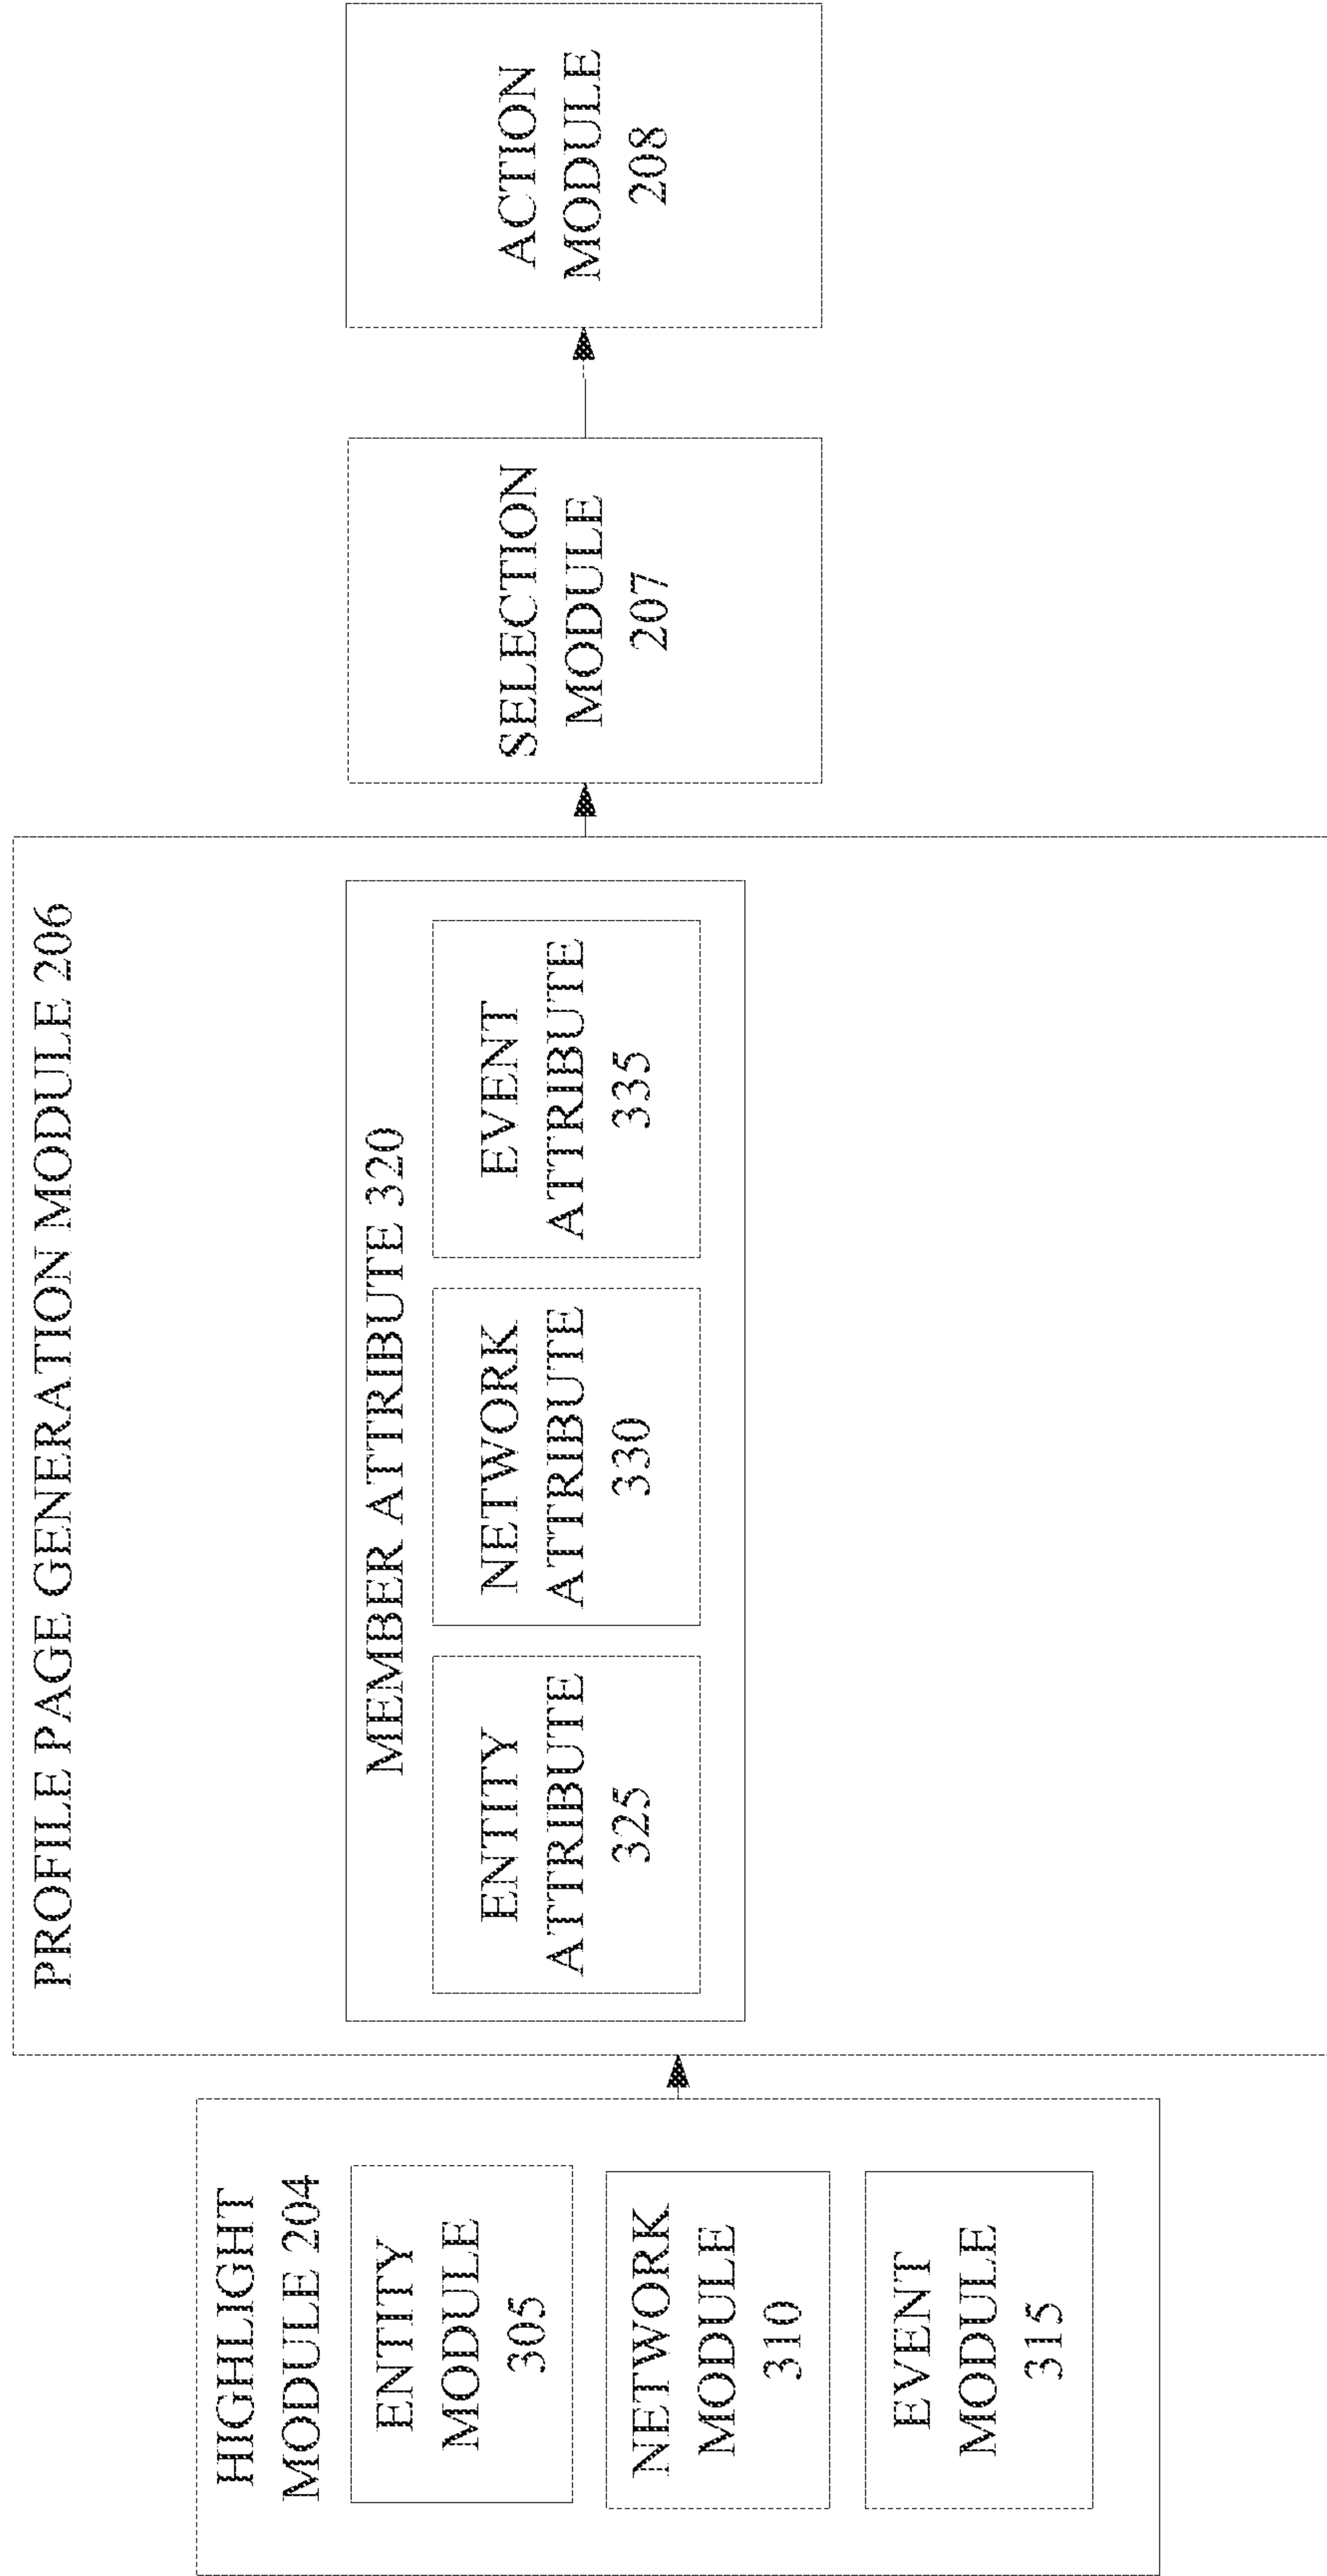 HIGHLIGHT
MODULE 204
ENTITY
MODULE
305
NETWORK
MODULE
310
EVENT
MODULE
315
PROFILE PAGE GENERATION MODULE 206
MEMBER ATTRIBUTE 320
ENTITY
ATTRIBUTE
325
NETWORK
ATTRIBUTE
330
EVENT
ATTRIBUTE
335
SELECTION
MODULE
207
ACTION
MODULE
208